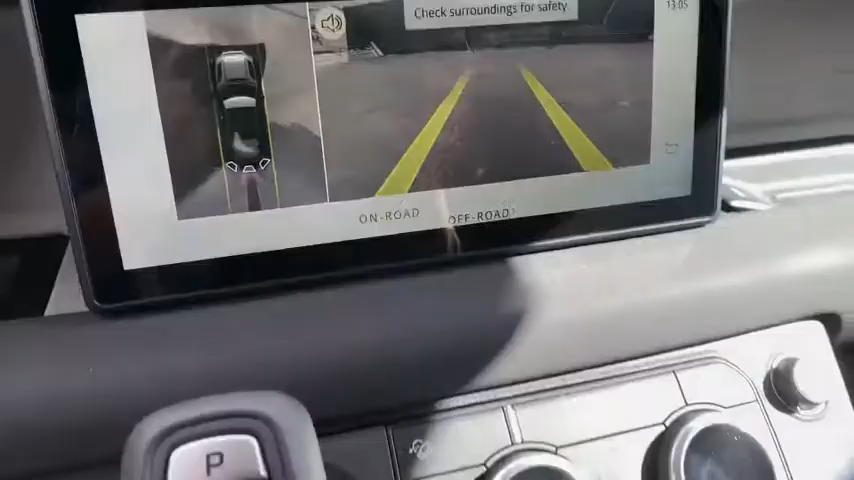 Check surroundings for safety
13:05
ON-ROAD
OFF-ROAD
P